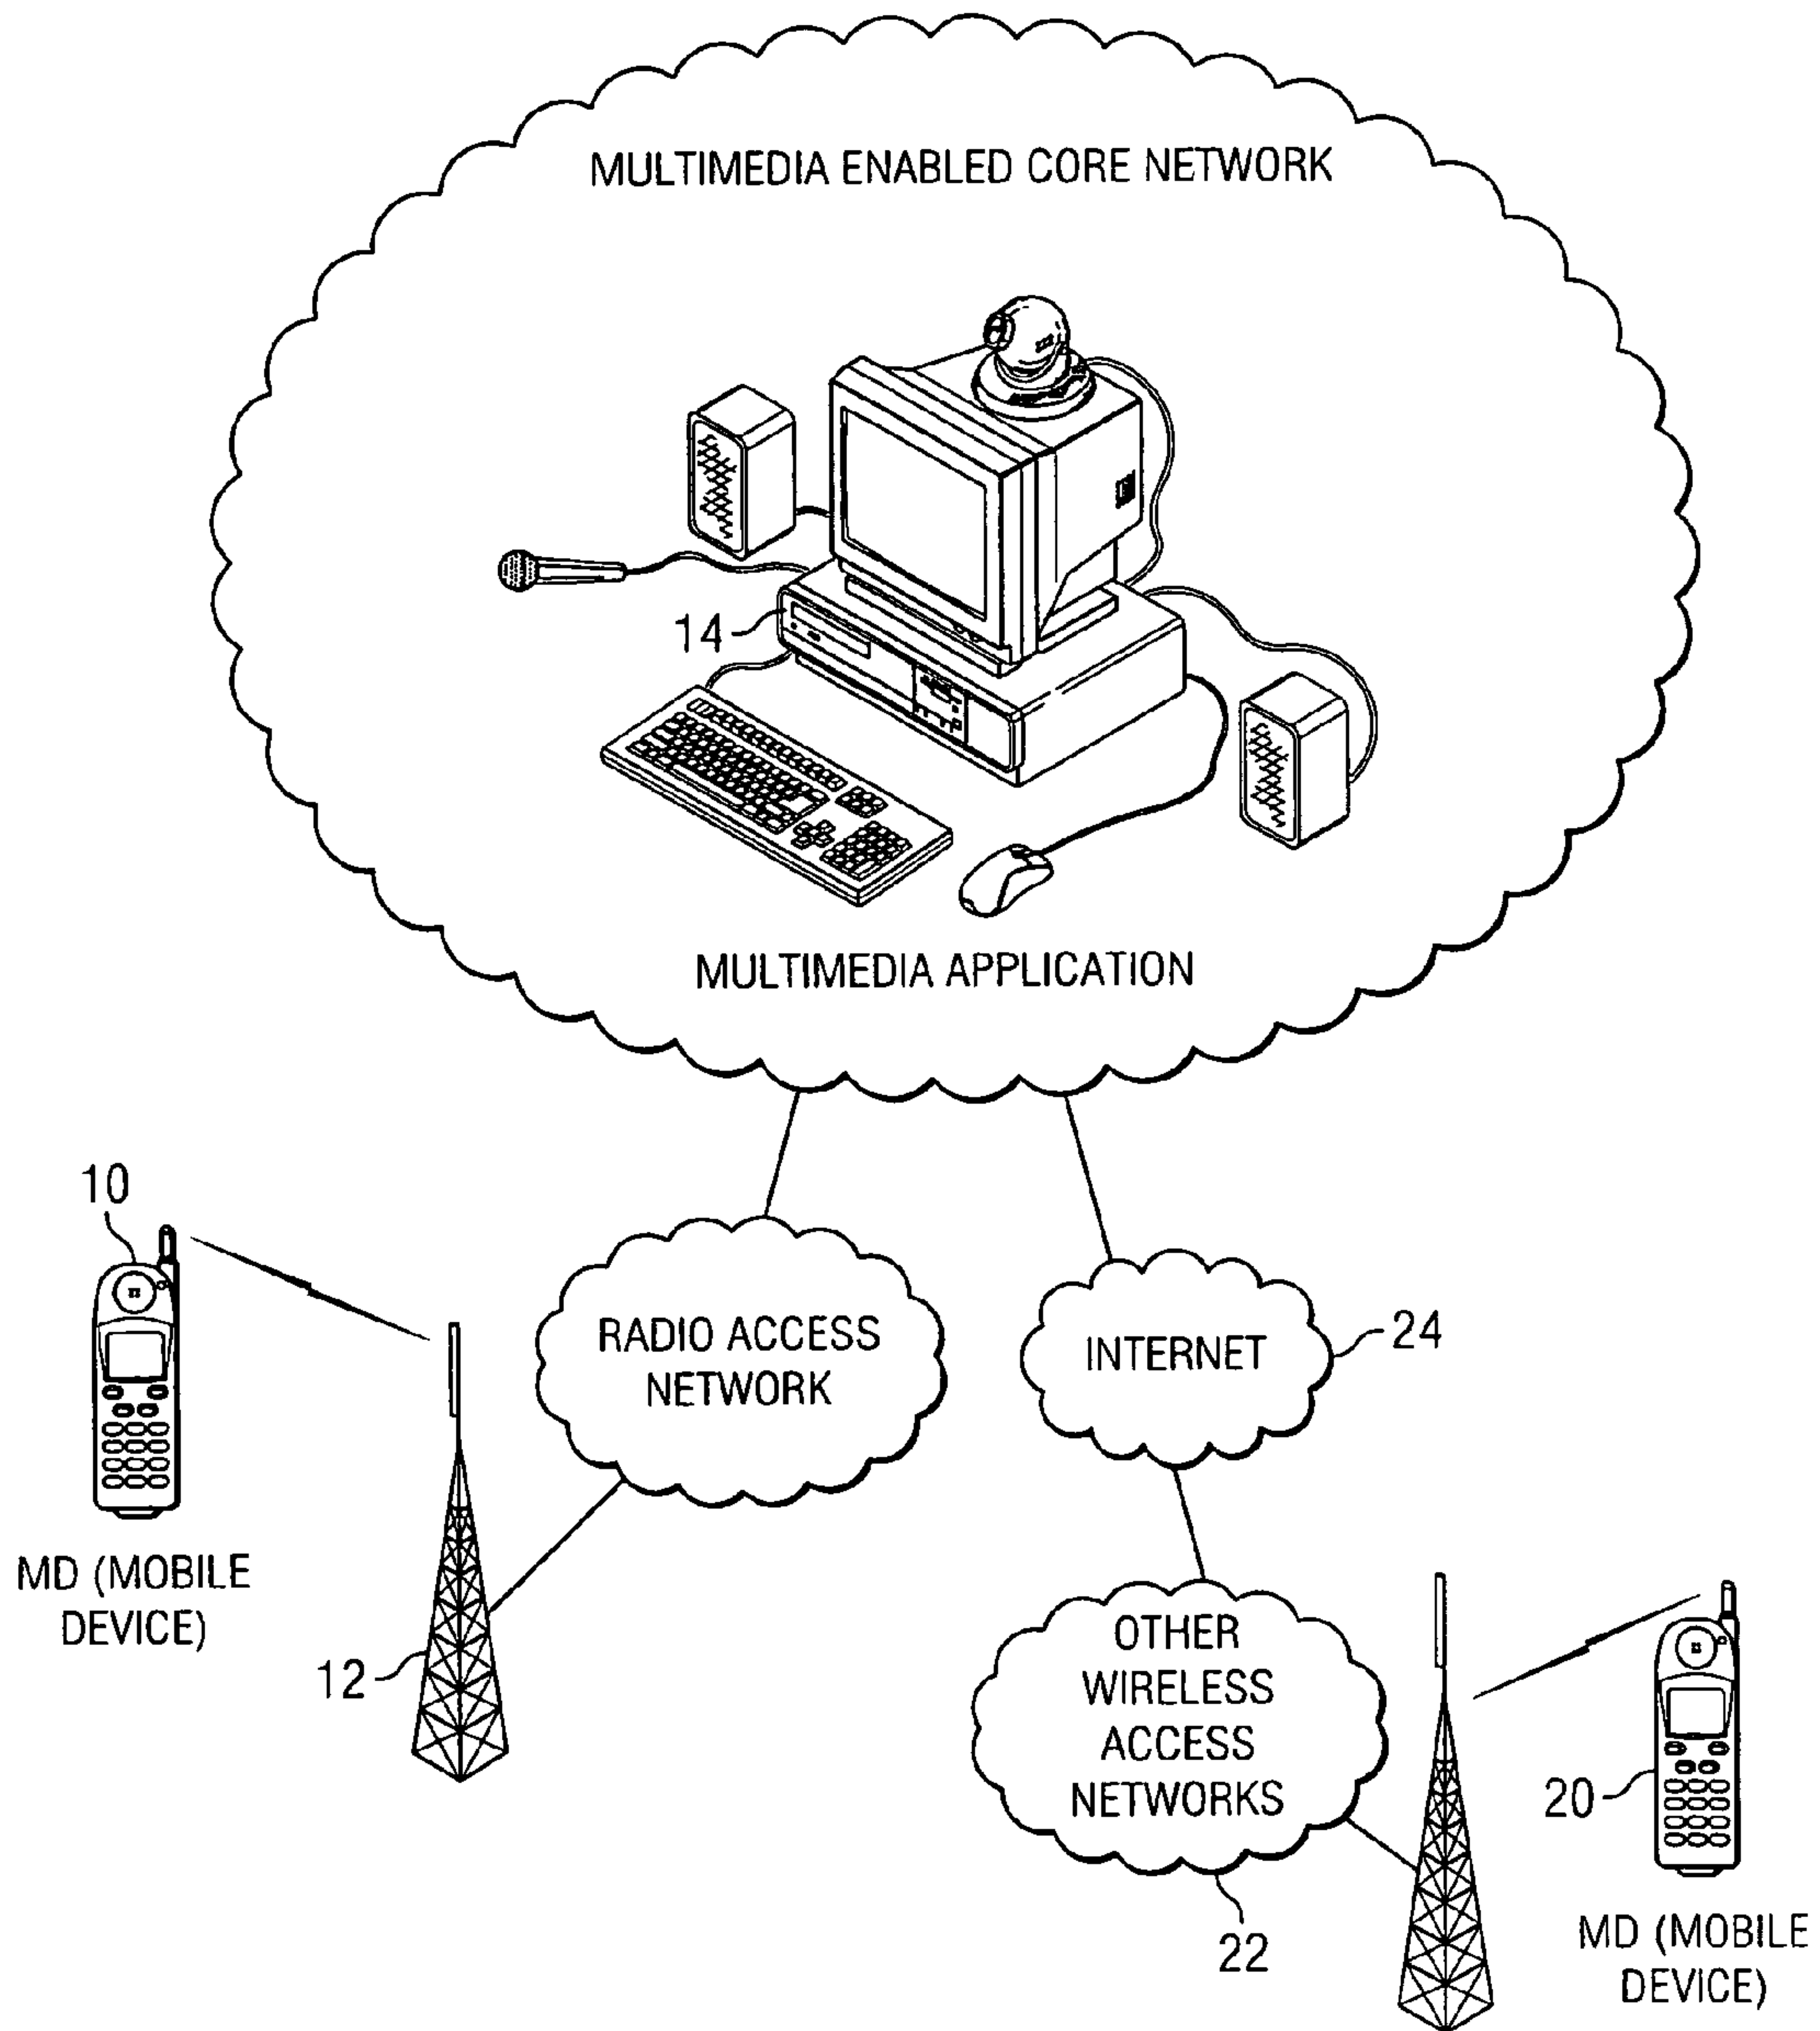 MULTIMEDIA ENABLED CORE NETWORK
14
MULTIMEDIA APPLICATION
10
RADIO ACCESS
NETWORK
INTERNET
24
MD (MOBILE
DEVICE)
12
OTHER
WIRELESS
ACCESS
NETWORKS
20
22
MD (MOBILE
DEVICE)